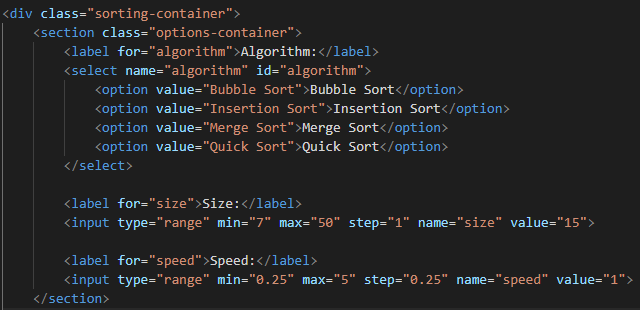 <div class="sorting-container">
<section class="options-container">
<label for="algorithm">Algorithm:</label>
<select name="algorithm" id="algorithm">
<option value="Bubble Sort">Bubble Sort</option>
<option value="Insertion Sort">Insertion Sort</option>
<option value="Merge Sort">Merge Sort</option>
<option value="Quick Sort">Quick Sort</option>
</select>
<label for="size">Size:</label>
<input type="range" min="7" max="50" step="1" name="size" value="15">
<label for="speed">Speed:</label>
<input type="range" min="0.25" max="5" step="0.25" name="speed" value="1">
</section>